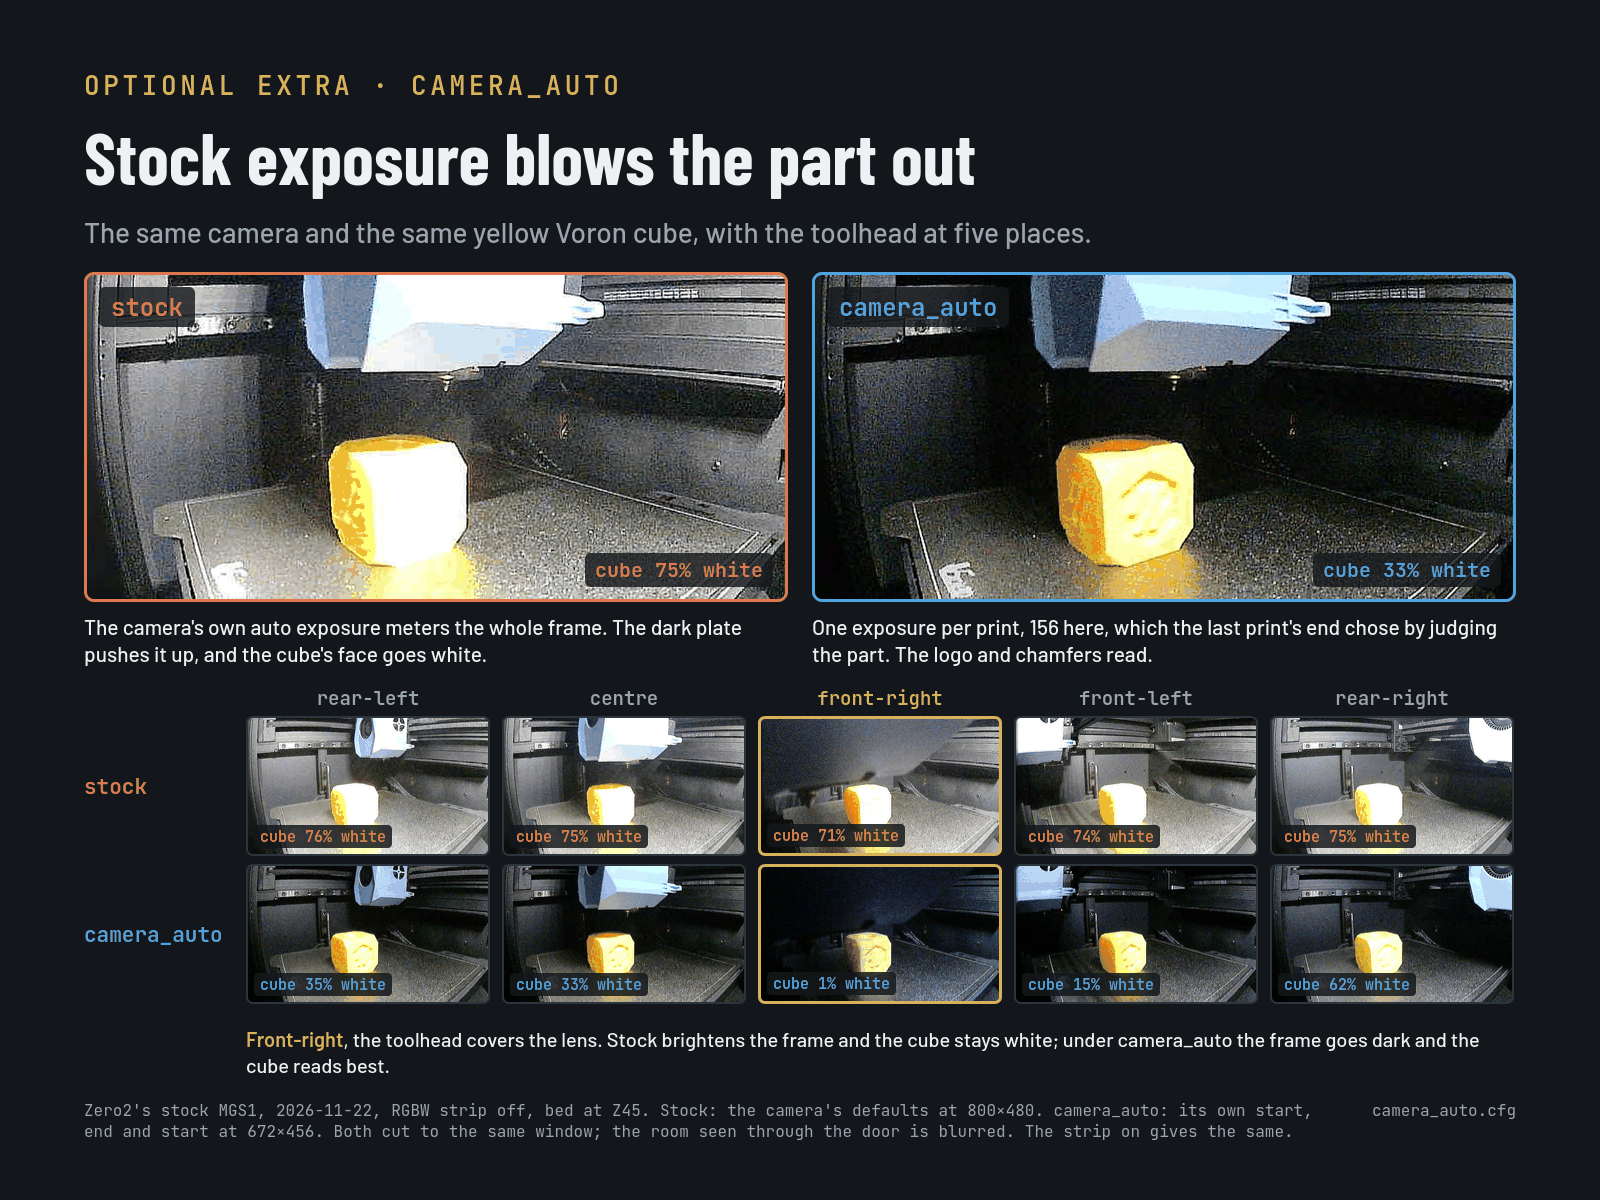 OPTIONAL EXTRA · CAMERA_AUTO
Stock exposure blows the part out
The same camera and the same yellow Voron cube, with the toolhead at five places.
stock
cube 75% white
camera_auto
cube 33% white
The camera's own auto exposure meters the whole frame. The dark plate
pushes it up, and the cube's face goes white.
One exposure per print, 156 here, which the last print's end chose by judging
the part. The logo and chamfers read.
rear-left
centre
front-right
front-left
rear-right
stock
cube 76% white
cube 75% white
cube 71% white
cube 74% white
cube 75% white
camera_auto
cube 35% white
cube 33% white
cube 1% white
cube 15% white
cube 62% white
Front-right, the toolhead covers the lens. Stock brightens the frame and the cube stays white; under camera_auto the frame goes dark and the
cube reads best.
Zero2's stock MGS1, 2026-11-22, RGBW strip off, bed at Z45. Stock: the camera's defaults at 800×480. camera_auto: its own start,
end and start at 672×456. Both cut to the same window; the room seen through the door is blurred. The strip on gives the same.
camera_auto.cfg